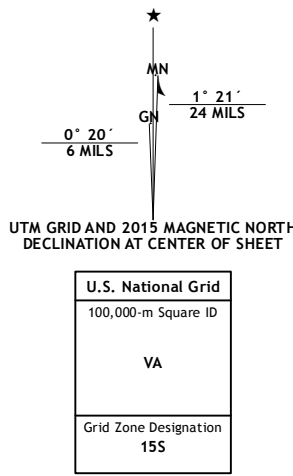 ★
MN
1° 21´
24 MILS
GN
0° 20´
6 MILS
UTM GRID AND 2015 MAGNETIC NORTH
DECLINATION AT CENTER OF SHEET
U.S. National Grid
100,000-m Square ID
VA
Grid Zone Designation
15S